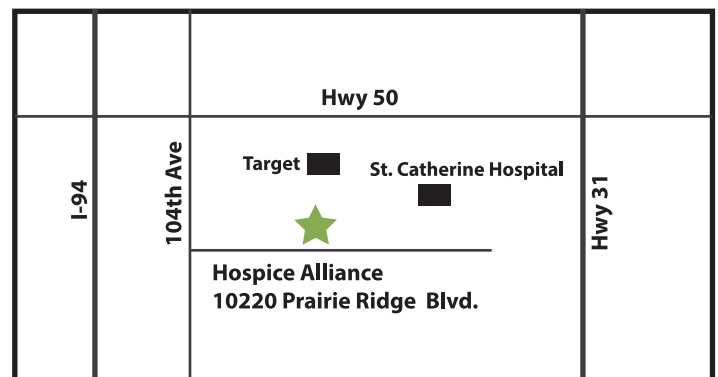 Hwy 50
Target
St. Catherine Hospital
I-94
104th Ave
Hwy 31
Hospice Alliance
10220 Prairie Ridge Blvd.